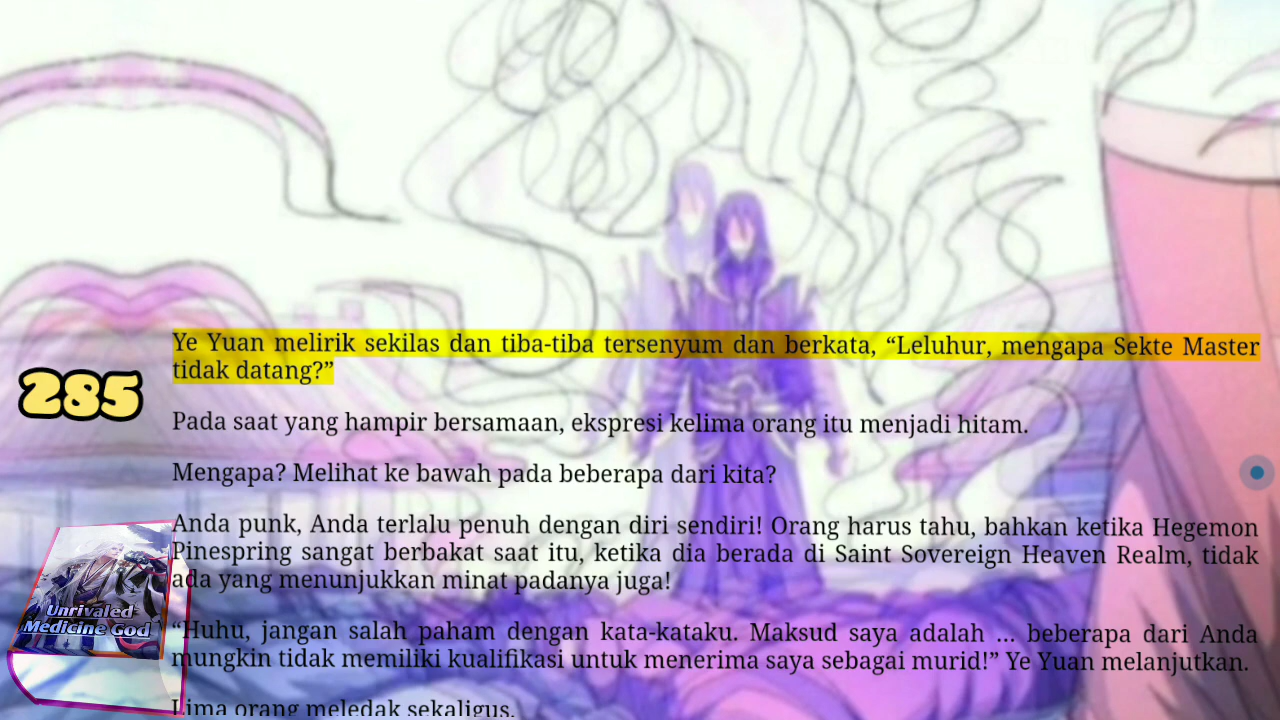 Ye Yuan melirik sekilas dan tiba-tiba tersenyum dan berkata, “Leluhur, mengapa Sekte Master
tidak datang?”
285
Pada saat yang hampir bersamaan, ekspresi kelima orang itu menjadi hitam.
Mengapa? Melihat ke bawah pada beberapa dari kita?
Anda punk, Anda terlalu penuh dengan diri sendiri! Orang harus tahu, bahkan ketika Hegemon
Pinespring sangat berbakat saat itu, ketika dia berada di Saint Sovereign Heaven Realm, tidak
ada yang menunjukkan minat padanya juga!
Unrivaled
Medicine God
“Huhu, jangan salah paham dengan kata-kataku. Maksud saya adalah ... beberapa dari Anda
mungkin tidak memiliki kualifikasi untuk menerima saya sebagai murid!” Ye Yuan melanjutkan.
Lima orang meledak sekaligus.